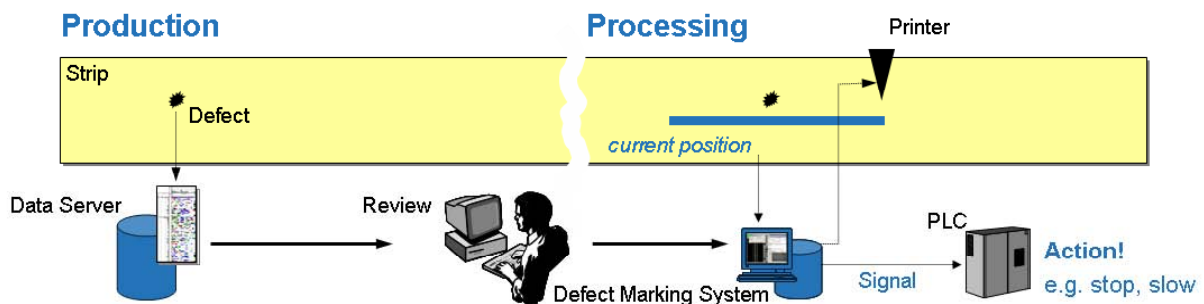 Production
Processing
Printer
Strip
Defect
current position
Data Server
Review
PLC
Action!
Signal
e.g. stop, slow
Defect Marking System